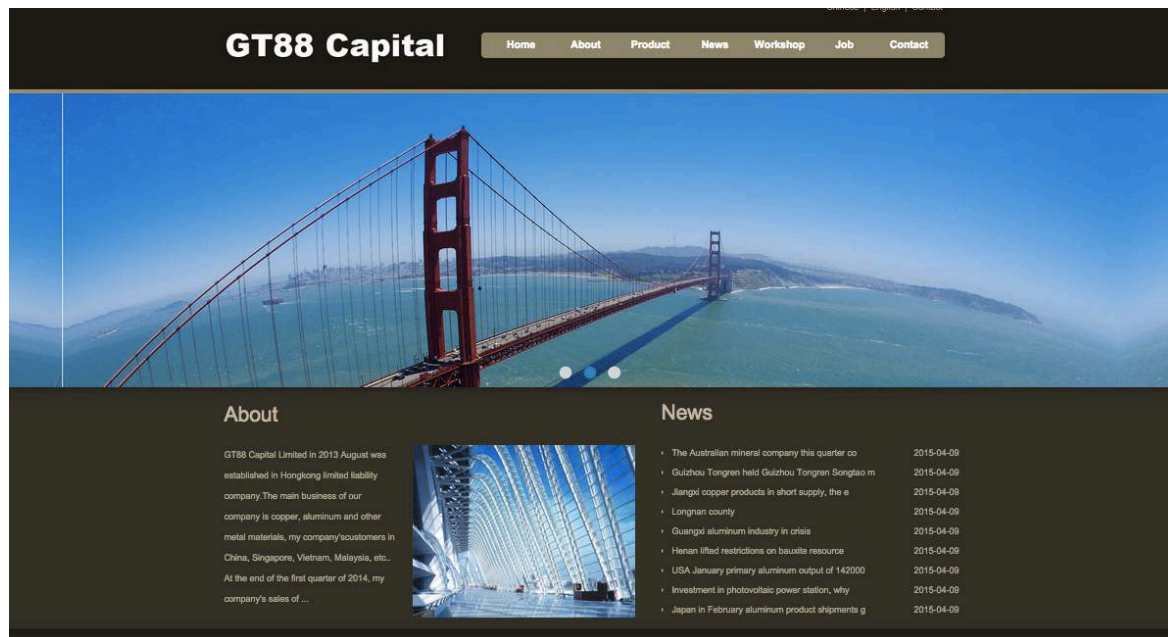 Chinese | English | Contact
GT88 Capital
Home About Product News Workshop Job Contact
About
GT88 Capital Limited in 2013 August was
established in Hongkong limited liability
company.The main business of our
company is copper, aluminum and other
metal materials, my company'scustomers in
China, Singapore, Vietnam, Malaysia, etc..
At the end of the first quarter of 2014, my
company's sales of ...
News
The Australian mineral company this quarter co 2015-04-09
Guizhou Tongren held Guizhou Tongren Songtao m 2015-04-09
Jiangxi copper products in short supply, the e 2015-04-09
Longnan county 2015-04-09
Guangxi aluminum industry in crisis 2015-04-09
Henan lifted restrictions on bauxite resource 2015-04-09
USA January primary aluminum output of 142000 2015-04-09
Investment in photovoltaic power station, why 2015-04-09
Japan in February aluminum product shipments g 2015-04-09